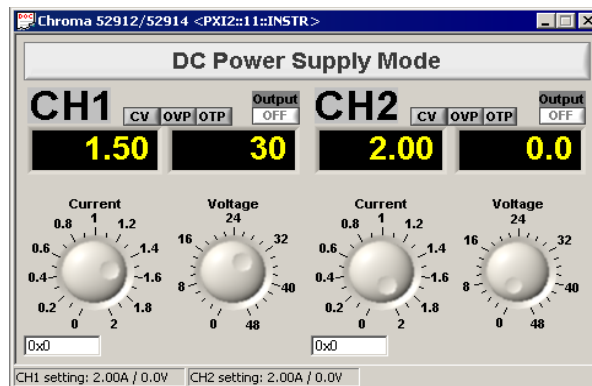 DOC Chroma 52912/52914 <PXI2::11::INSTR>
DC Power Supply Mode
CH1 CV OVP OTP Output OFF CH2 CV OVP OTP Output OFF
1.50 30 2.00 0.0
Current Voltage Current Voltage
0 0.2 0.4 0.6 0.8 1 1.2 1.4 1.6 1.8 2
0 8 16 24 32 40 48
0 0.2 0.4 0.6 0.8 1 1.2 1.4 1.6 1.8 2
0 8 16 24 32 40 48
0x0 0x0
CH1 setting: 2.00A / 0.0V CH2 setting: 2.00A / 0.0V